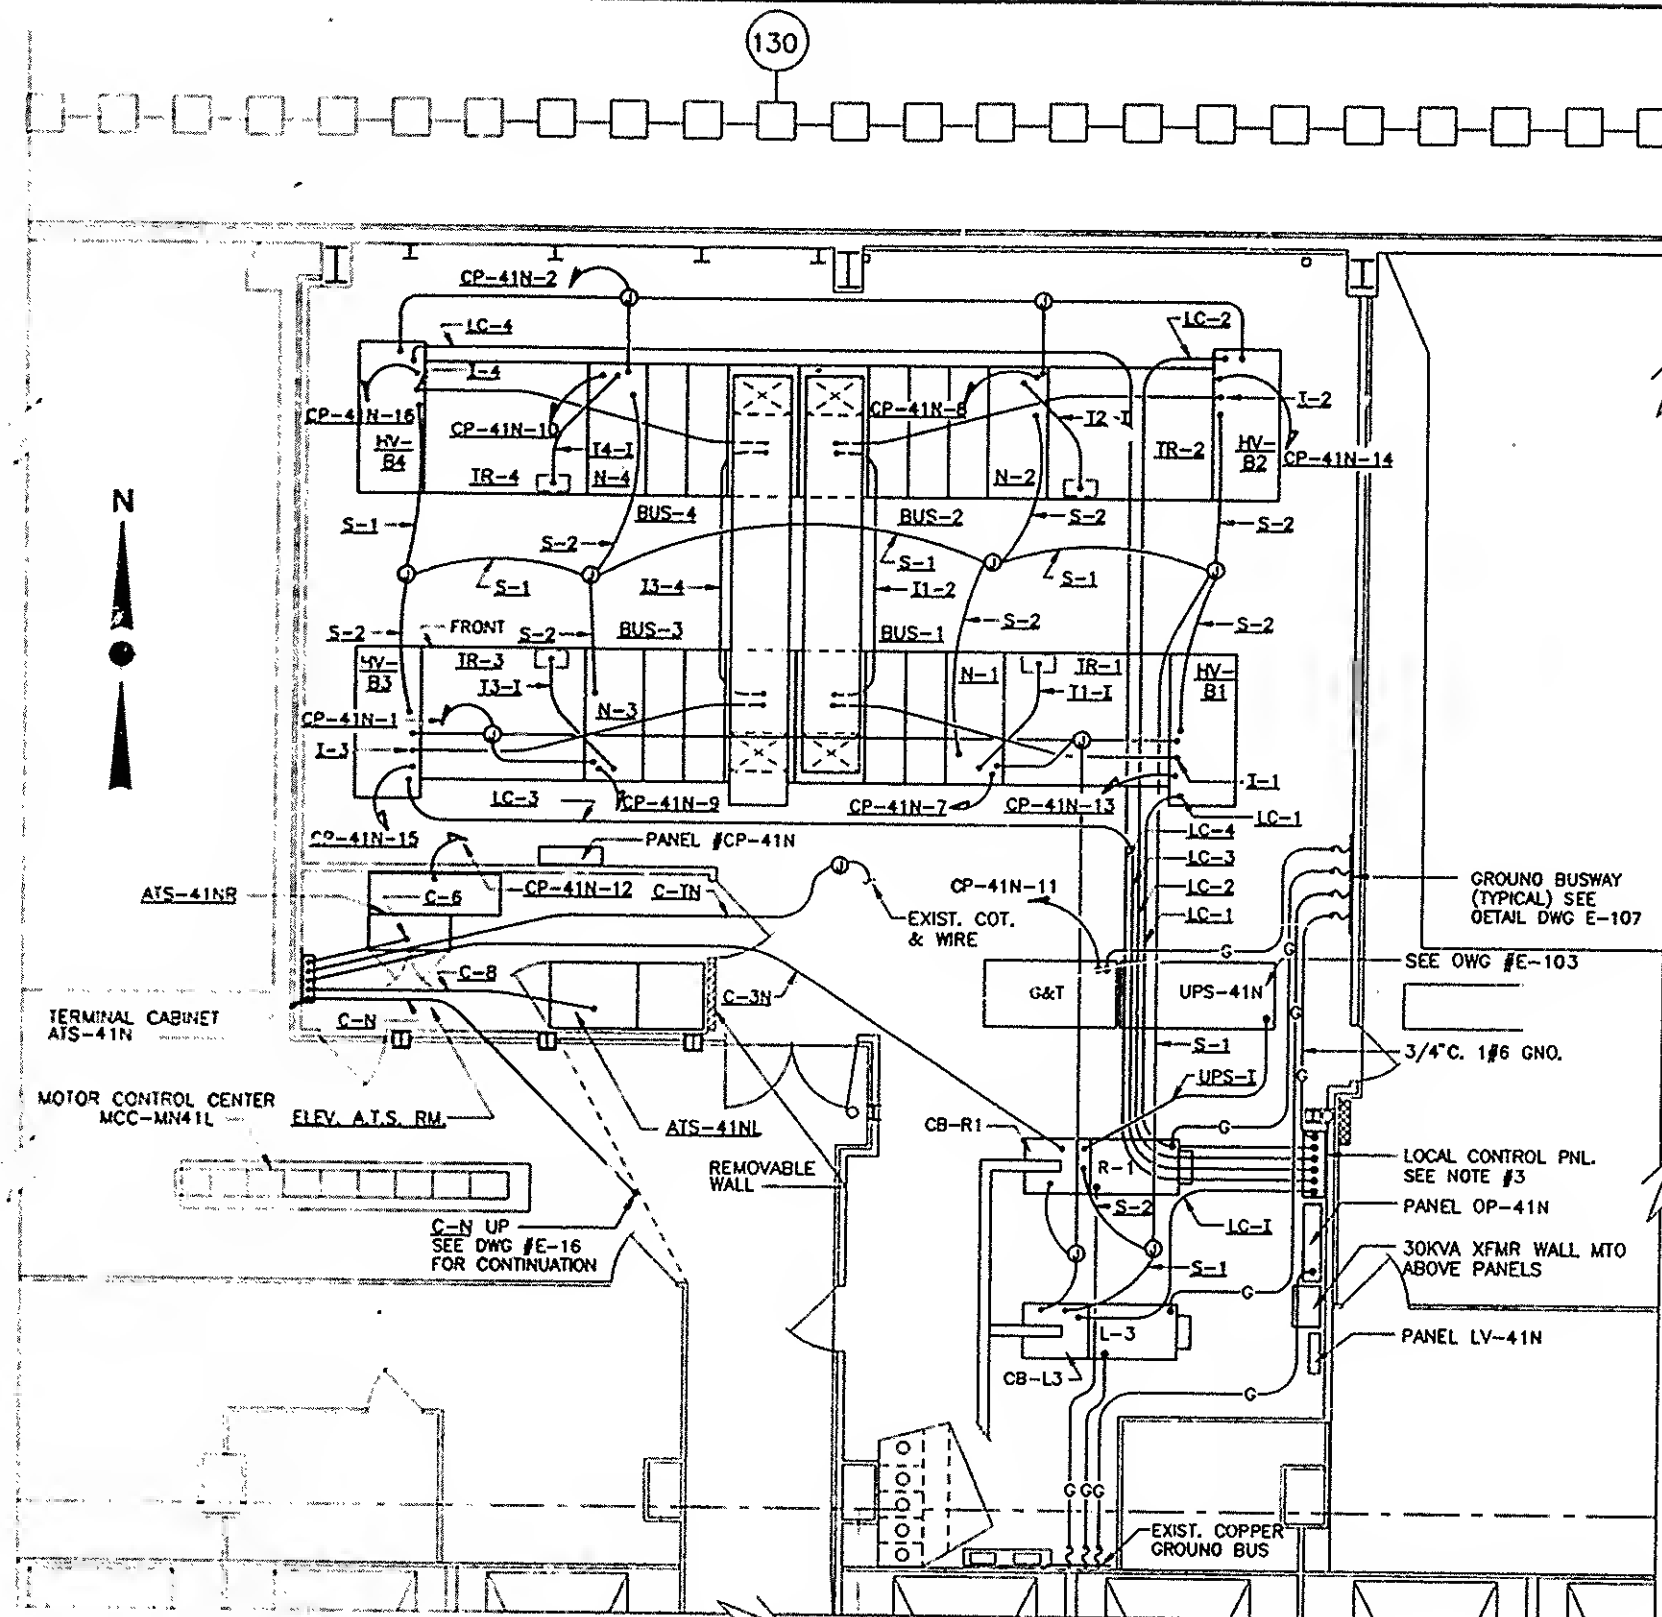 130
CP-41N-2
LC-4
LC-2
I-4
I-2
CP-41N-16
CP-41N-10
CP-41N-8
T2-I
T4-I
HV-
B4
TR-4
N-4
N-2
TR-2
HV-
B2
CP-41N-14
N
BUS-4
BUS-2
S-1
S-2
S-2
S-2
S-1
S-1
S-1
I3-4
I1-2
S-2
FRONT
S-2
BUS-3
BUS-1
S-2
S-2
HV-
B3
TR-3
T3-I
N-3
N-1
TR-1
T1-I
HV-
B1
CP-41N-1
I-3
I-1
LC-3
CP-41N-9
CP-41N-7
CP-41N-13
LC-1
CP-41N-15
PANEL #CP-41N
LC-4
LC-3
LC-2
LC-1
ATS-41NR
C-6
CP-41N-12
C-TN
CP-41N-11
EXIST. COT.
& WIRE
GROUND BUSWAY
(TYPICAL) SEE
DETAIL DWG E-107
SEE DWG #E-103
C-8
C-3N
G&T
UPS-41N
TERMINAL CABINET
ATS-41N
C-N
S-1
3/4"C. 1#6 GND.
UPS-I
MOTOR CONTROL CENTER
MCC-MN41L
ELEV. A.T.S. RM.
ATS-41NL
CB-R1
R-1
REMOVABLE
WALL
LOCAL CONTROL PNL.
SEE NOTE #3
S-2
LC-I
PANEL OP-41N
C-N UP
SEE DWG #E-16
FOR CONTINUATION
30KVA XFMR WALL MTD
ABOVE PANELS
S-1
L-3
PANEL LV-41N
CB-L3
G
G
G
G
G
G
G
G G G
EXIST. COPPER
GROUND BUS